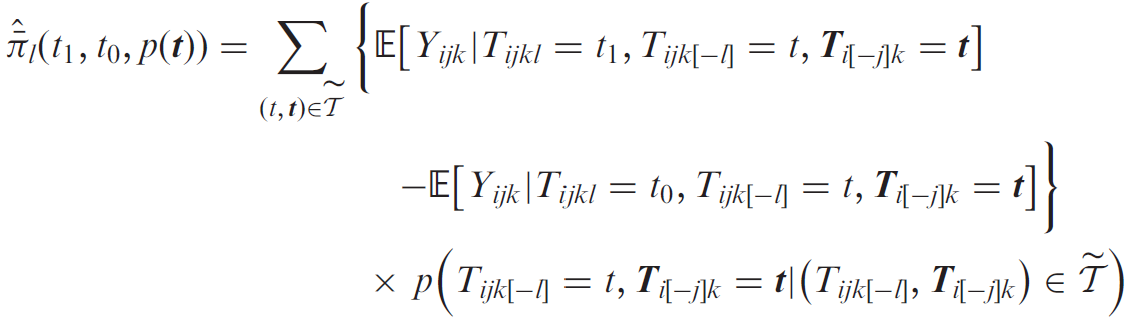 $\hat{\bar{\pi}}_l(t_1, t_0, p(\boldsymbol{t})) = \sum_{(t,\boldsymbol{t}) \in \widetilde{\mathcal{T}}} \Big\{ \mathbb{E}\big[ Y_{ijk} | T_{ijkl} = t_1, T_{ijk[-l]} = t, \boldsymbol{T}_{i[-j]k} = \boldsymbol{t} \big]$
$- \mathbb{E}\big[ Y_{ijk} | T_{ijkl} = t_0, T_{ijk[-l]} = t, \boldsymbol{T}_{i[-j]k} = \boldsymbol{t} \big] \Big\}$
$\times \; p\Big( T_{ijk[-l]} = t, \boldsymbol{T}_{i[-j]k} = \boldsymbol{t} | \big( T_{ijk[-l]}, \boldsymbol{T}_{i[-j]k} \big) \in \widetilde{\mathcal{T}} \Big)$